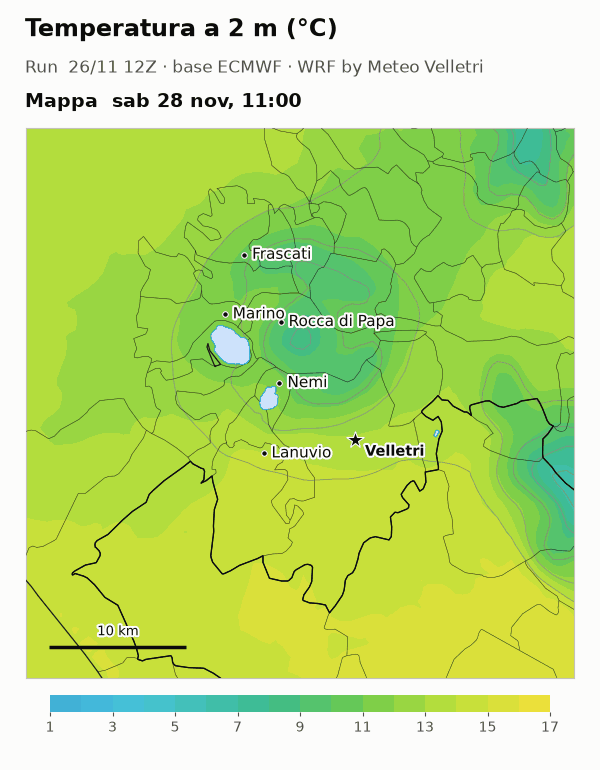 Temperatura a 2 m (°C)
Run 26/11 12Z · base ECMWF · WRF by Meteo Velletri
Mappa sab 28 nov, 11:00
Frascati
Marino
Rocca di Papa
Nemi
Velletri
Lanuvio
10 km
1 3 5 7 9 11 13 15 17